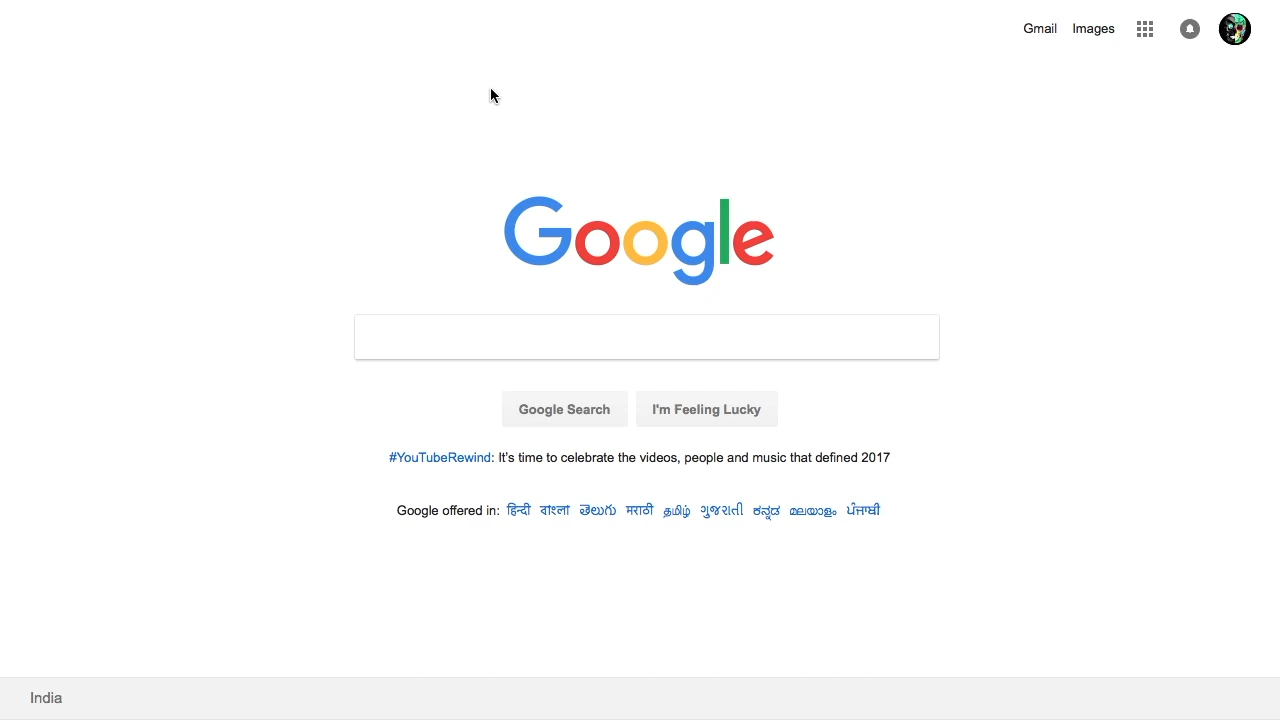 Gmail Images
Google
Google Search I'm Feeling Lucky
#YouTubeRewind: It's time to celebrate the videos, people and music that defined 2017
Google offered in: हिन्दी বাংলা తెలుగు मराठी தமிழ் ગુજરાતી ಕನ್ನಡ മലയാളം ਪੰਜਾਬੀ
India